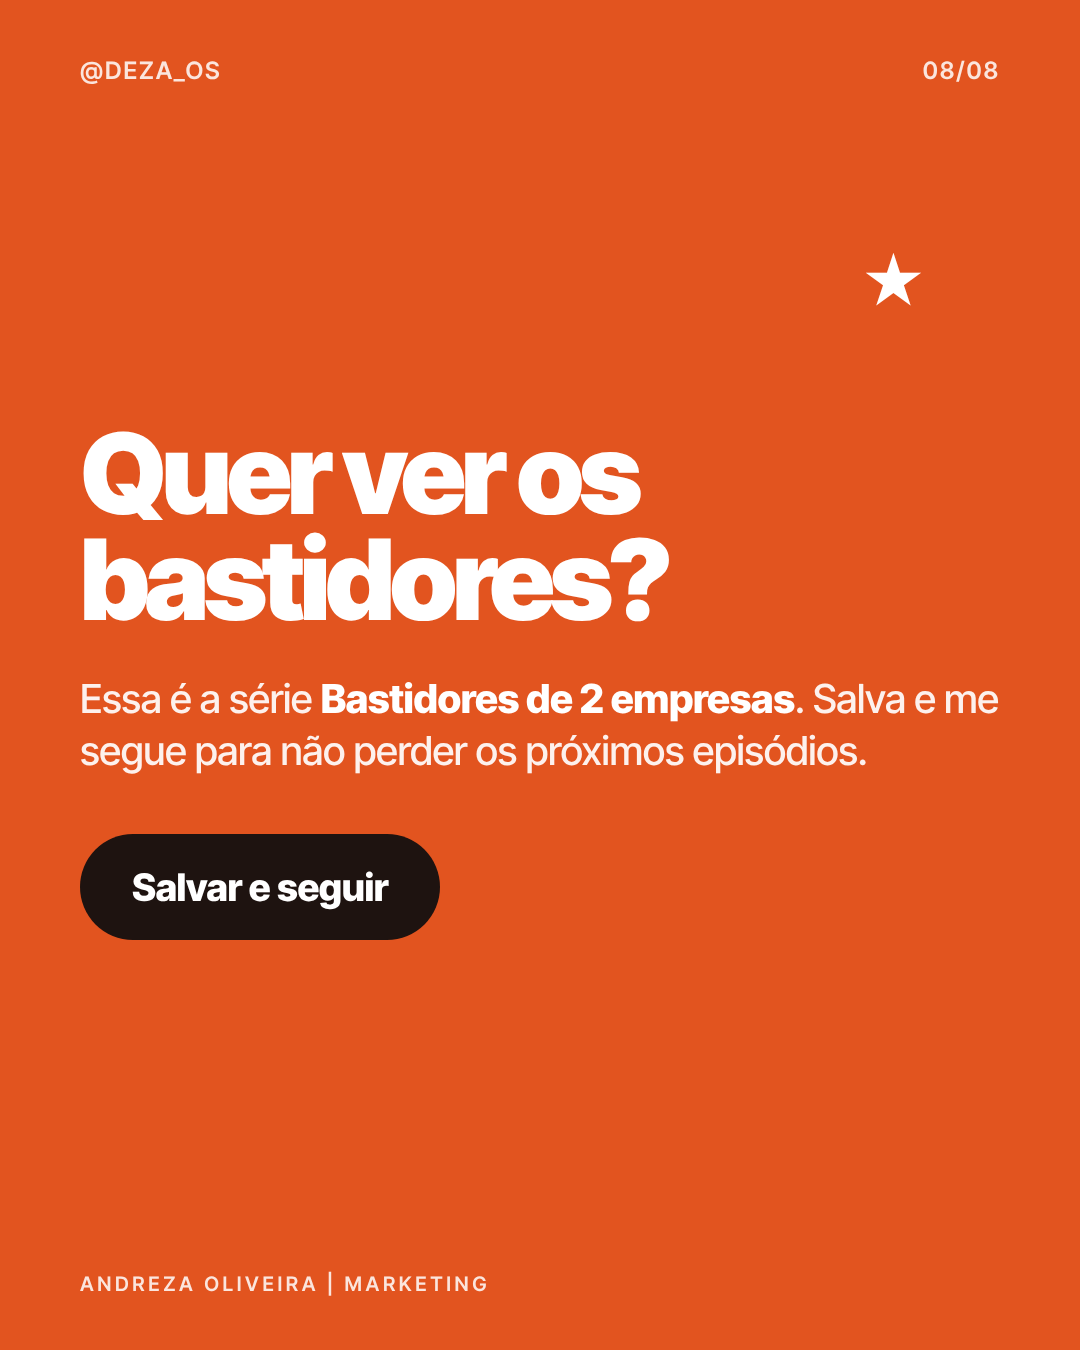 @DEZA_OS
08/08
Quer ver os
bastidores?
Essa é a série Bastidores de 2 empresas. Salva e me
segue para não perder os próximos episódios.
Salvar e seguir
ANDREZA OLIVEIRA | MARKETING